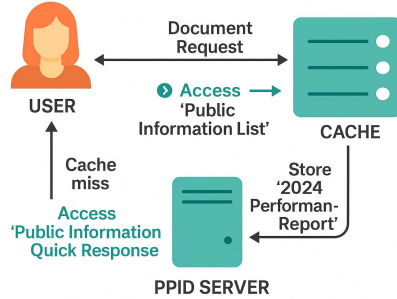 Document
Request
USER
Access
'Public
Information List'
CACHE
Cache
miss
Store
'2024
Performan-
Report'
Access
'Public Information
Quick Response
PPID SERVER